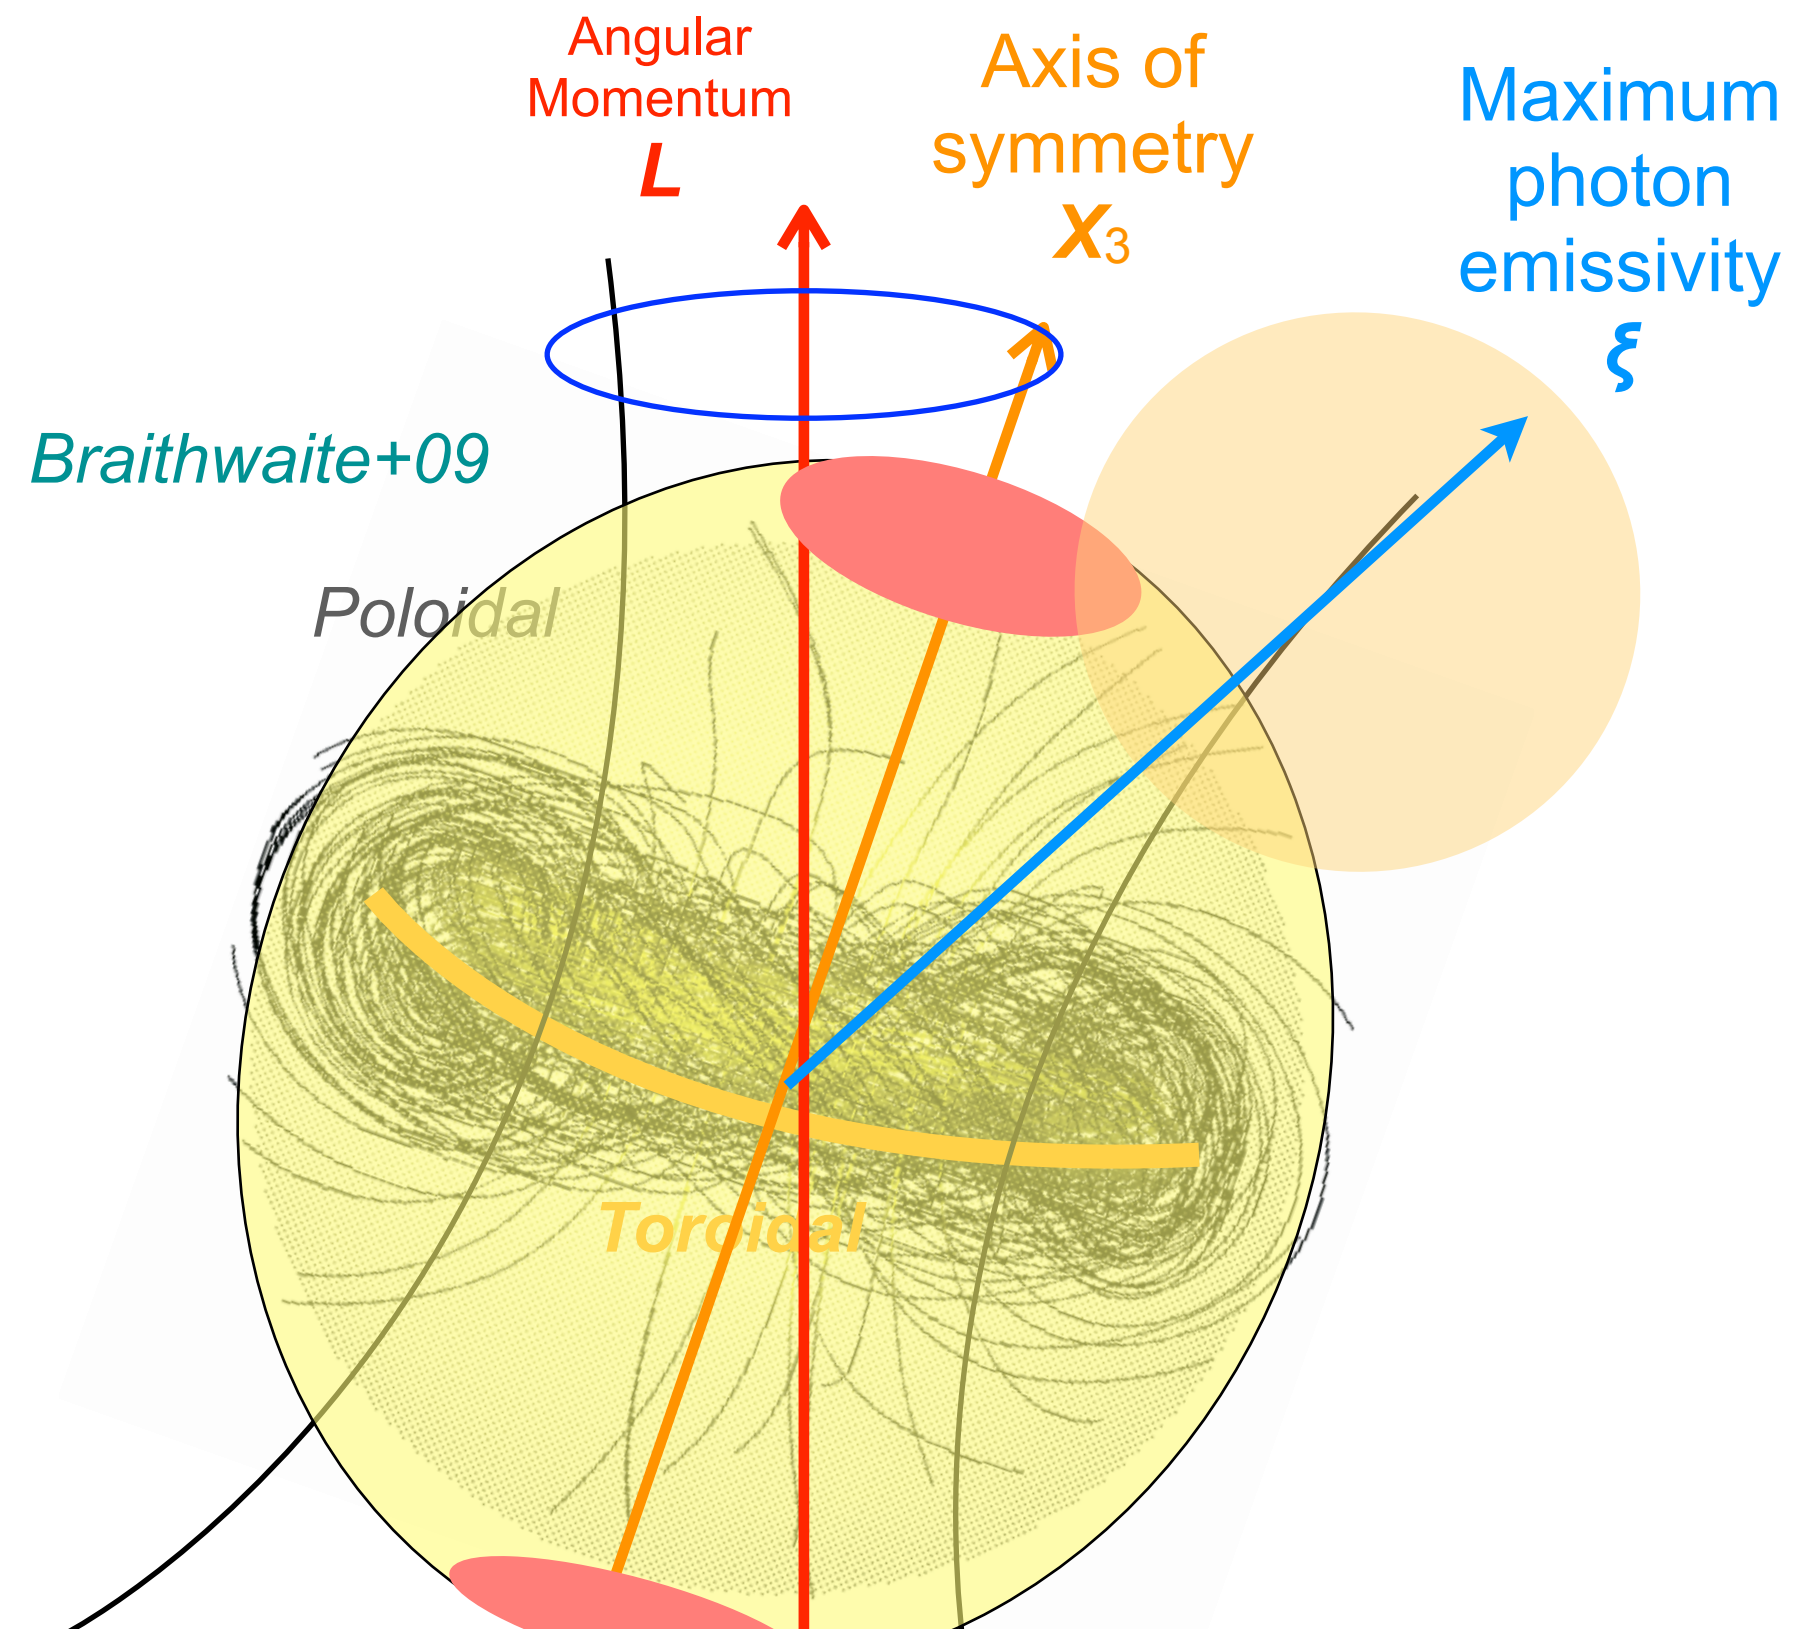 Angular
Momentum
L
Axis of
symmetry
X3
Maximum
photon
emissivity
ξ
Braithwaite+09
Poloidal
Toroidal